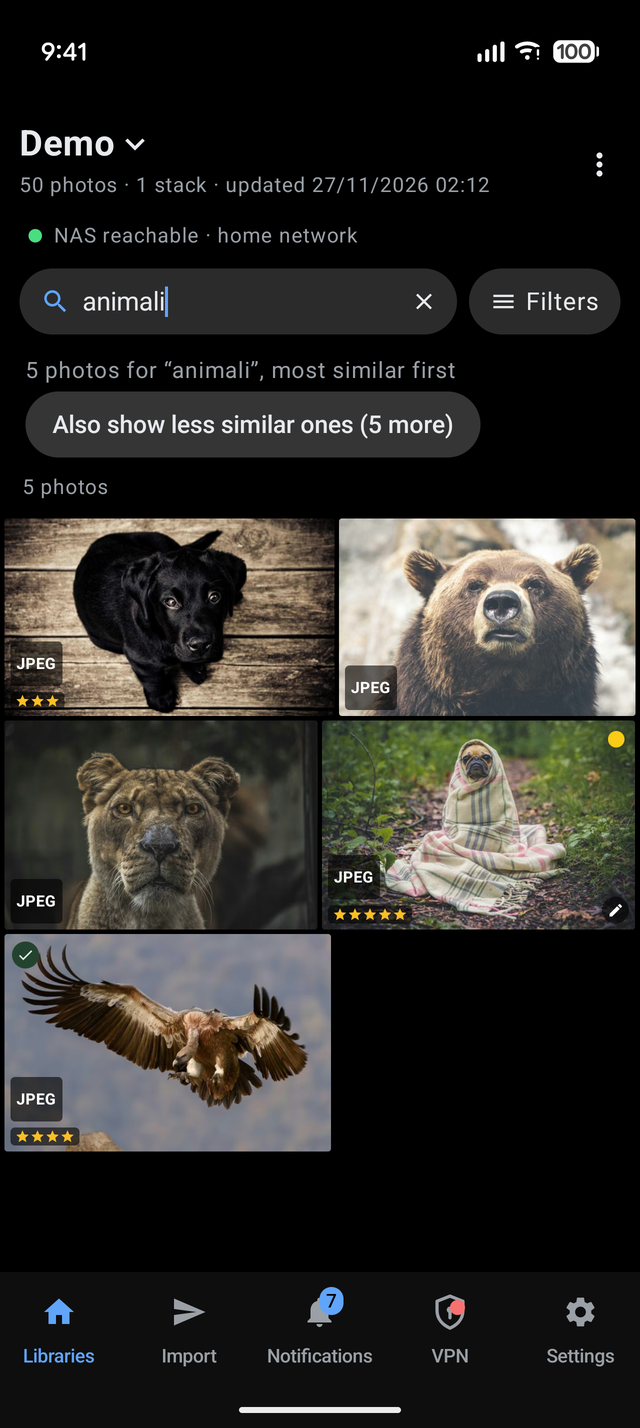 9:41
100
Demo
50 photos · 1 stack · updated 27/11/2026 02:12
NAS reachable · home network
animali
Filters
5 photos for “animali”, most similar first
Also show less similar ones (5 more)
5 photos
JPEG
JPEG
JPEG
JPEG
JPEG
7
Libraries
Import
Notifications
VPN
Settings